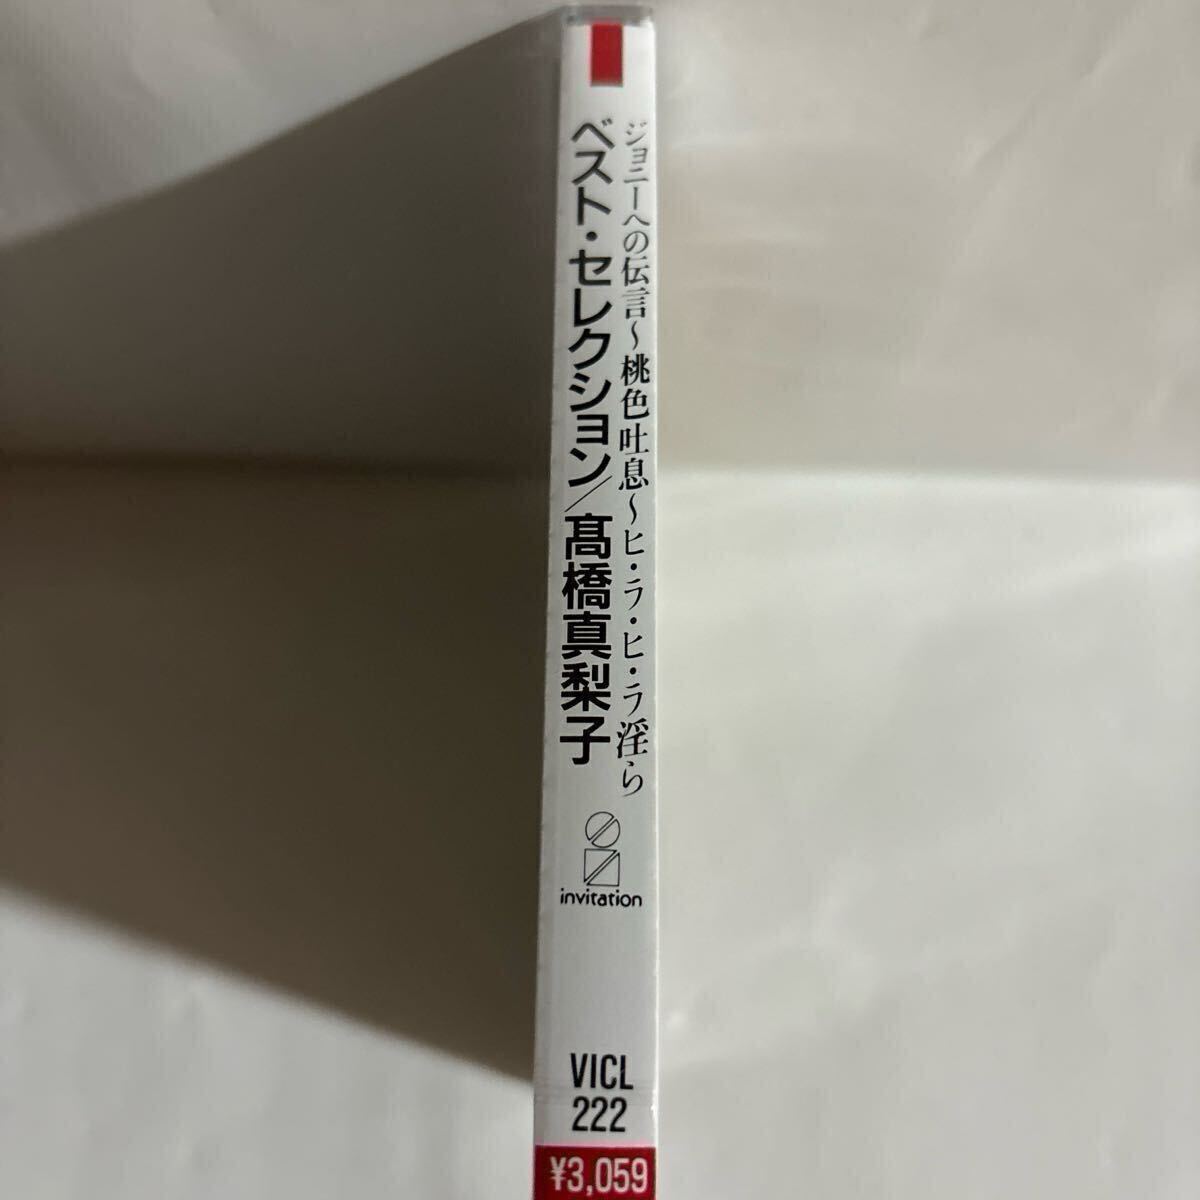 ジョニーへの伝言～桃色吐息～ヒ・ラ・ヒ・ラ淫ら
ベスト・セレクション／髙橋真梨子
invitation
VICL
222
¥3,059